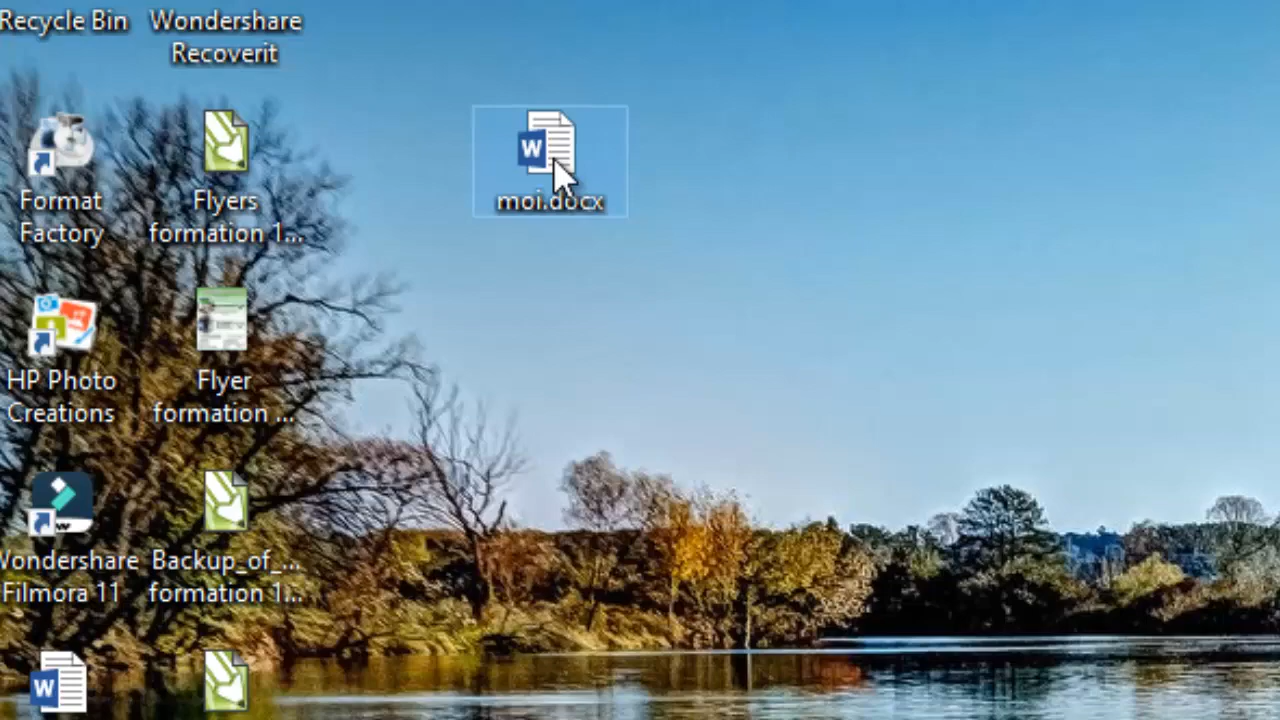 Recycle Bin
Wondershare
Recoverit
Format
Factory
Flyers
formation 1...
moi.docx
HP Photo
Creations
Flyer
formation ...
Wondershare
Filmora 11
Backup_of_...
formation 1...
W
W